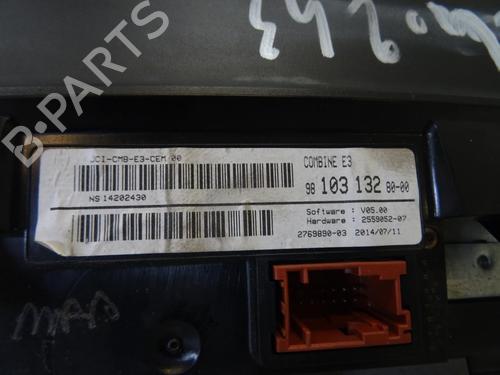 JCI-CMB-E3-CEM 00
COMBINE E3
98 103 132 80-00
NS 14202430
Software : V05.00
Hardware : 2559052-07
2769890-03 2014/07/11
B-PARTS